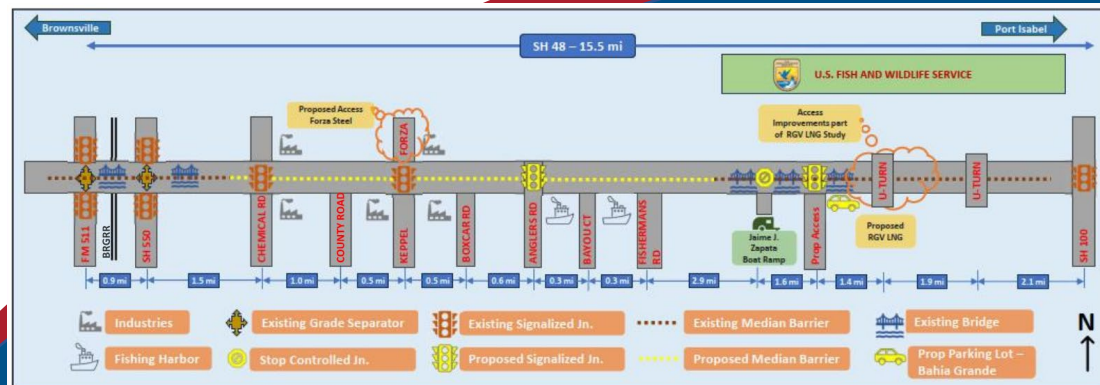 Brownsville
Port Isabel
SH 48 – 15.5 mi
U.S. FISH AND WILDLIFE SERVICE
Proposed Access
Forza Steel
Access
Improvements part
of RGV LNG Study
FORZA
U-TURN
U-TURN
FM 511
BRGRR
SH 550
CHEMICAL RD
COUNTY ROAD
KEPPEL
BOXCAR RD
ANGLERS RD
BAYOU CT
FISHERMANS
RD
Jaime J.
Zapata
Boat Ramp
Prop Access
Proposed
RGV LNG
SH 100
0.9 mi
1.5 mi
1.0 mi
0.5 mi
0.5 mi
0.6 mi
0.3 mi
0.3 mi
2.9 mi
1.6 mi
1.4 mi
1.9 mi
2.1 mi
Industries
Existing Grade Separator
Existing Signalized Jn.
Existing Median Barrier
Existing Bridge
Fishing Harbor
Stop Controlled Jn.
Proposed Signalized Jn.
Proposed Median Barrier
Prop Parking Lot –
Bahia Grande
N